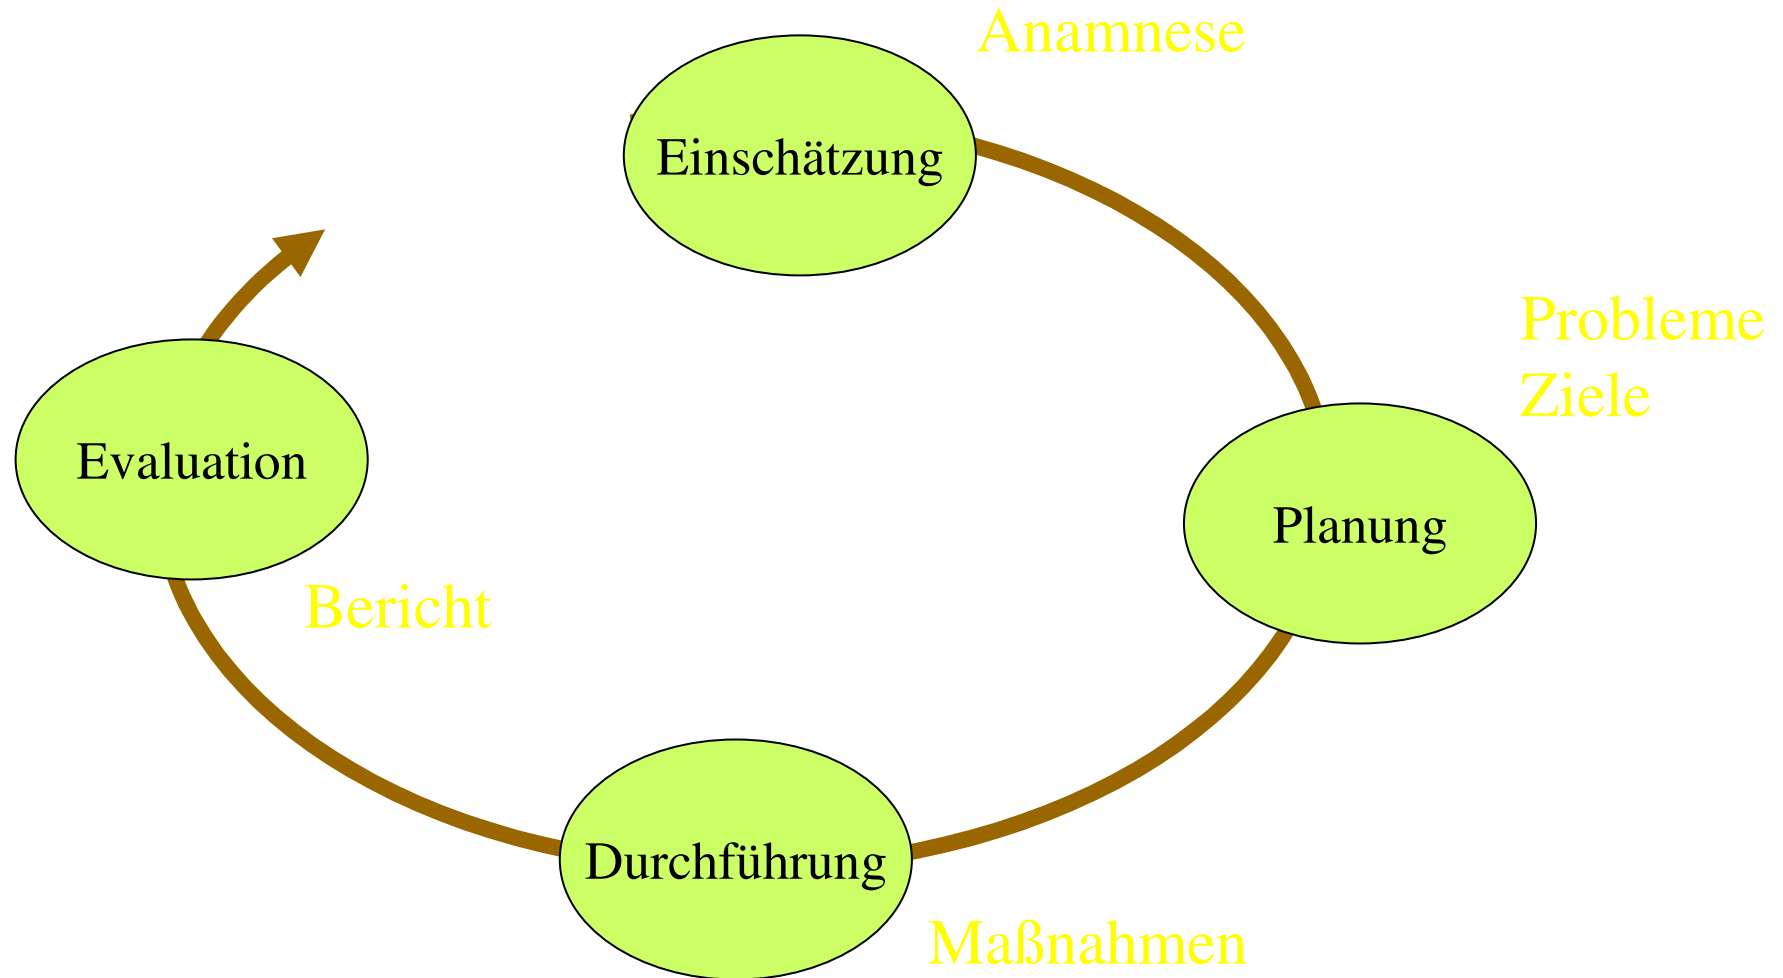 Anamnese
Einschätzung
Probleme
Ziele
Planung
Evaluation
Bericht
Durchführung
Maßnahmen